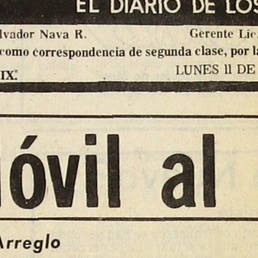 EL DIARIO DE LOS
lvador Nava R. Gerente Lic.
como correspondencia de segunda clase, por la
IX. LUNES 11 DE
óvil al
Arreglo